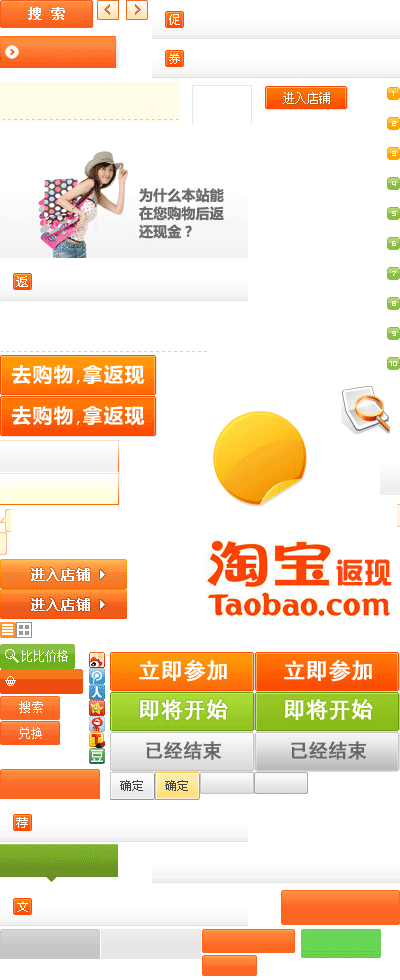 搜 索
促
券
进入店铺
1
2
3
4
5
6
7
8
9
10
为什么本站能
在您购物后返
还现金？
返
去购物,拿返现
去购物,拿返现
淘宝返现
Taobao.com
进入店铺
进入店铺
比比价格
搜索
兑换
豆
立即参加 立即参加
即将开始 即将开始
已经结束 已经结束
确定 确定
荐
文